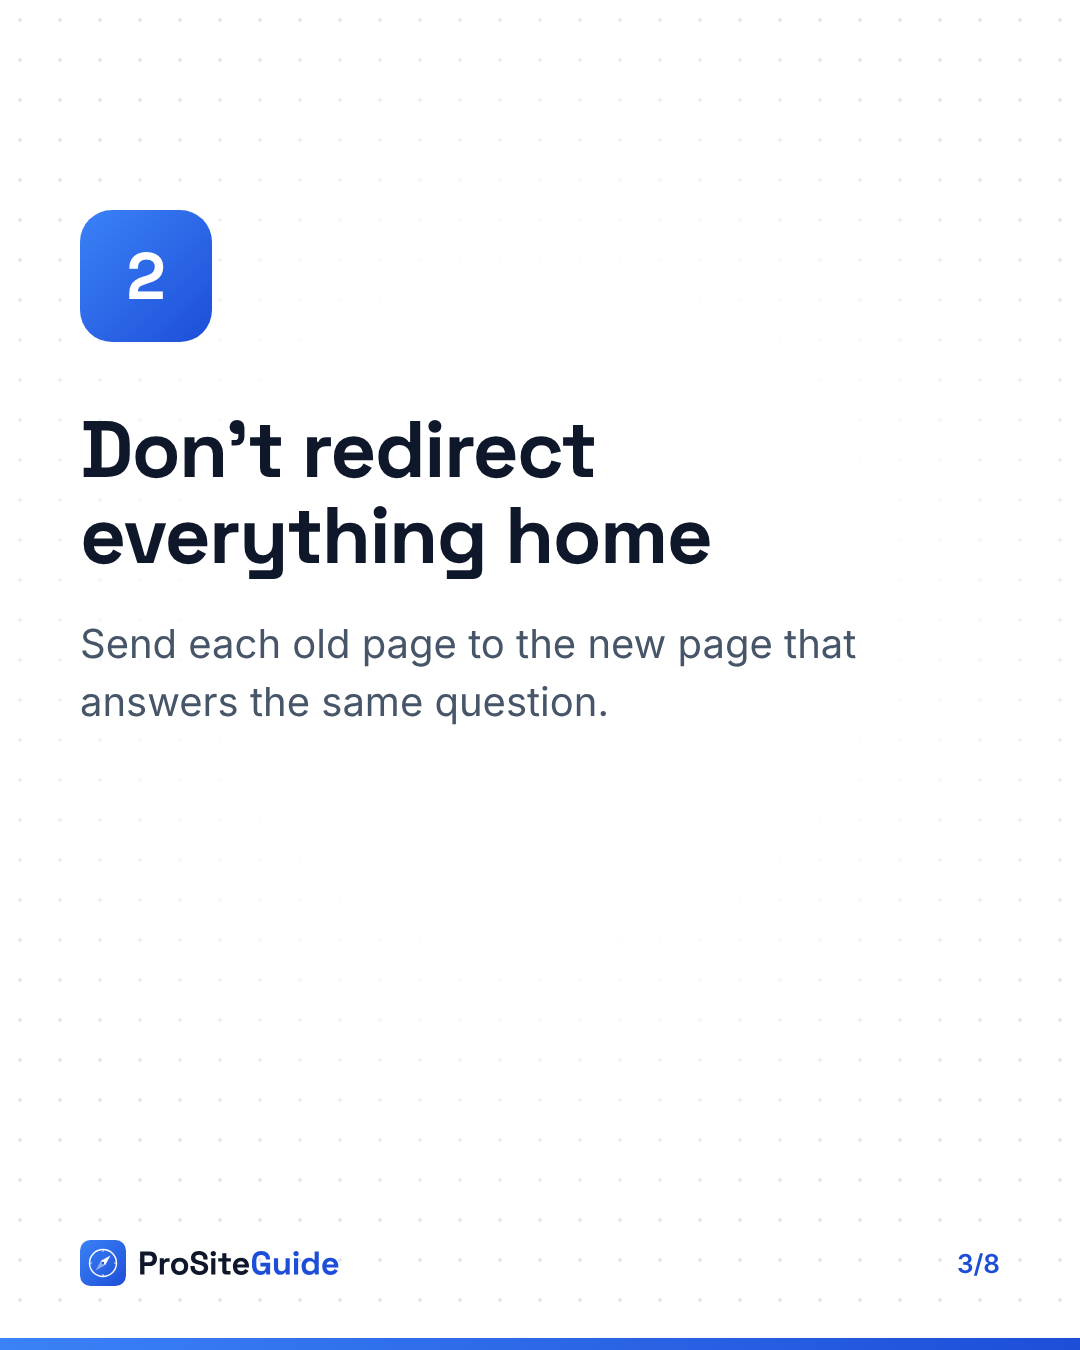 2
Don’t redirect
everything home
Send each old page to the new page that
answers the same question.
ProSiteGuide
3/8